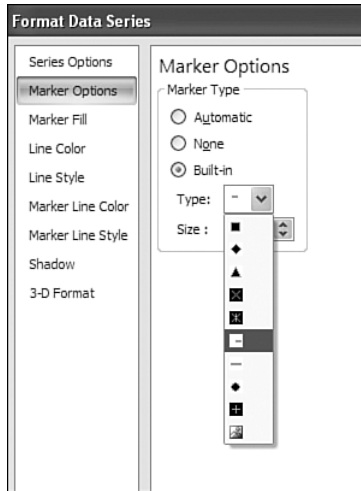 Format Data Series
Series Options
Marker Options
Marker Fill
Line Color
Line Style
Marker Line Color
Marker Line Style
Shadow
3-D Format
Marker Options
Marker Type
Automatic
None
Built-in
Type:
Size :